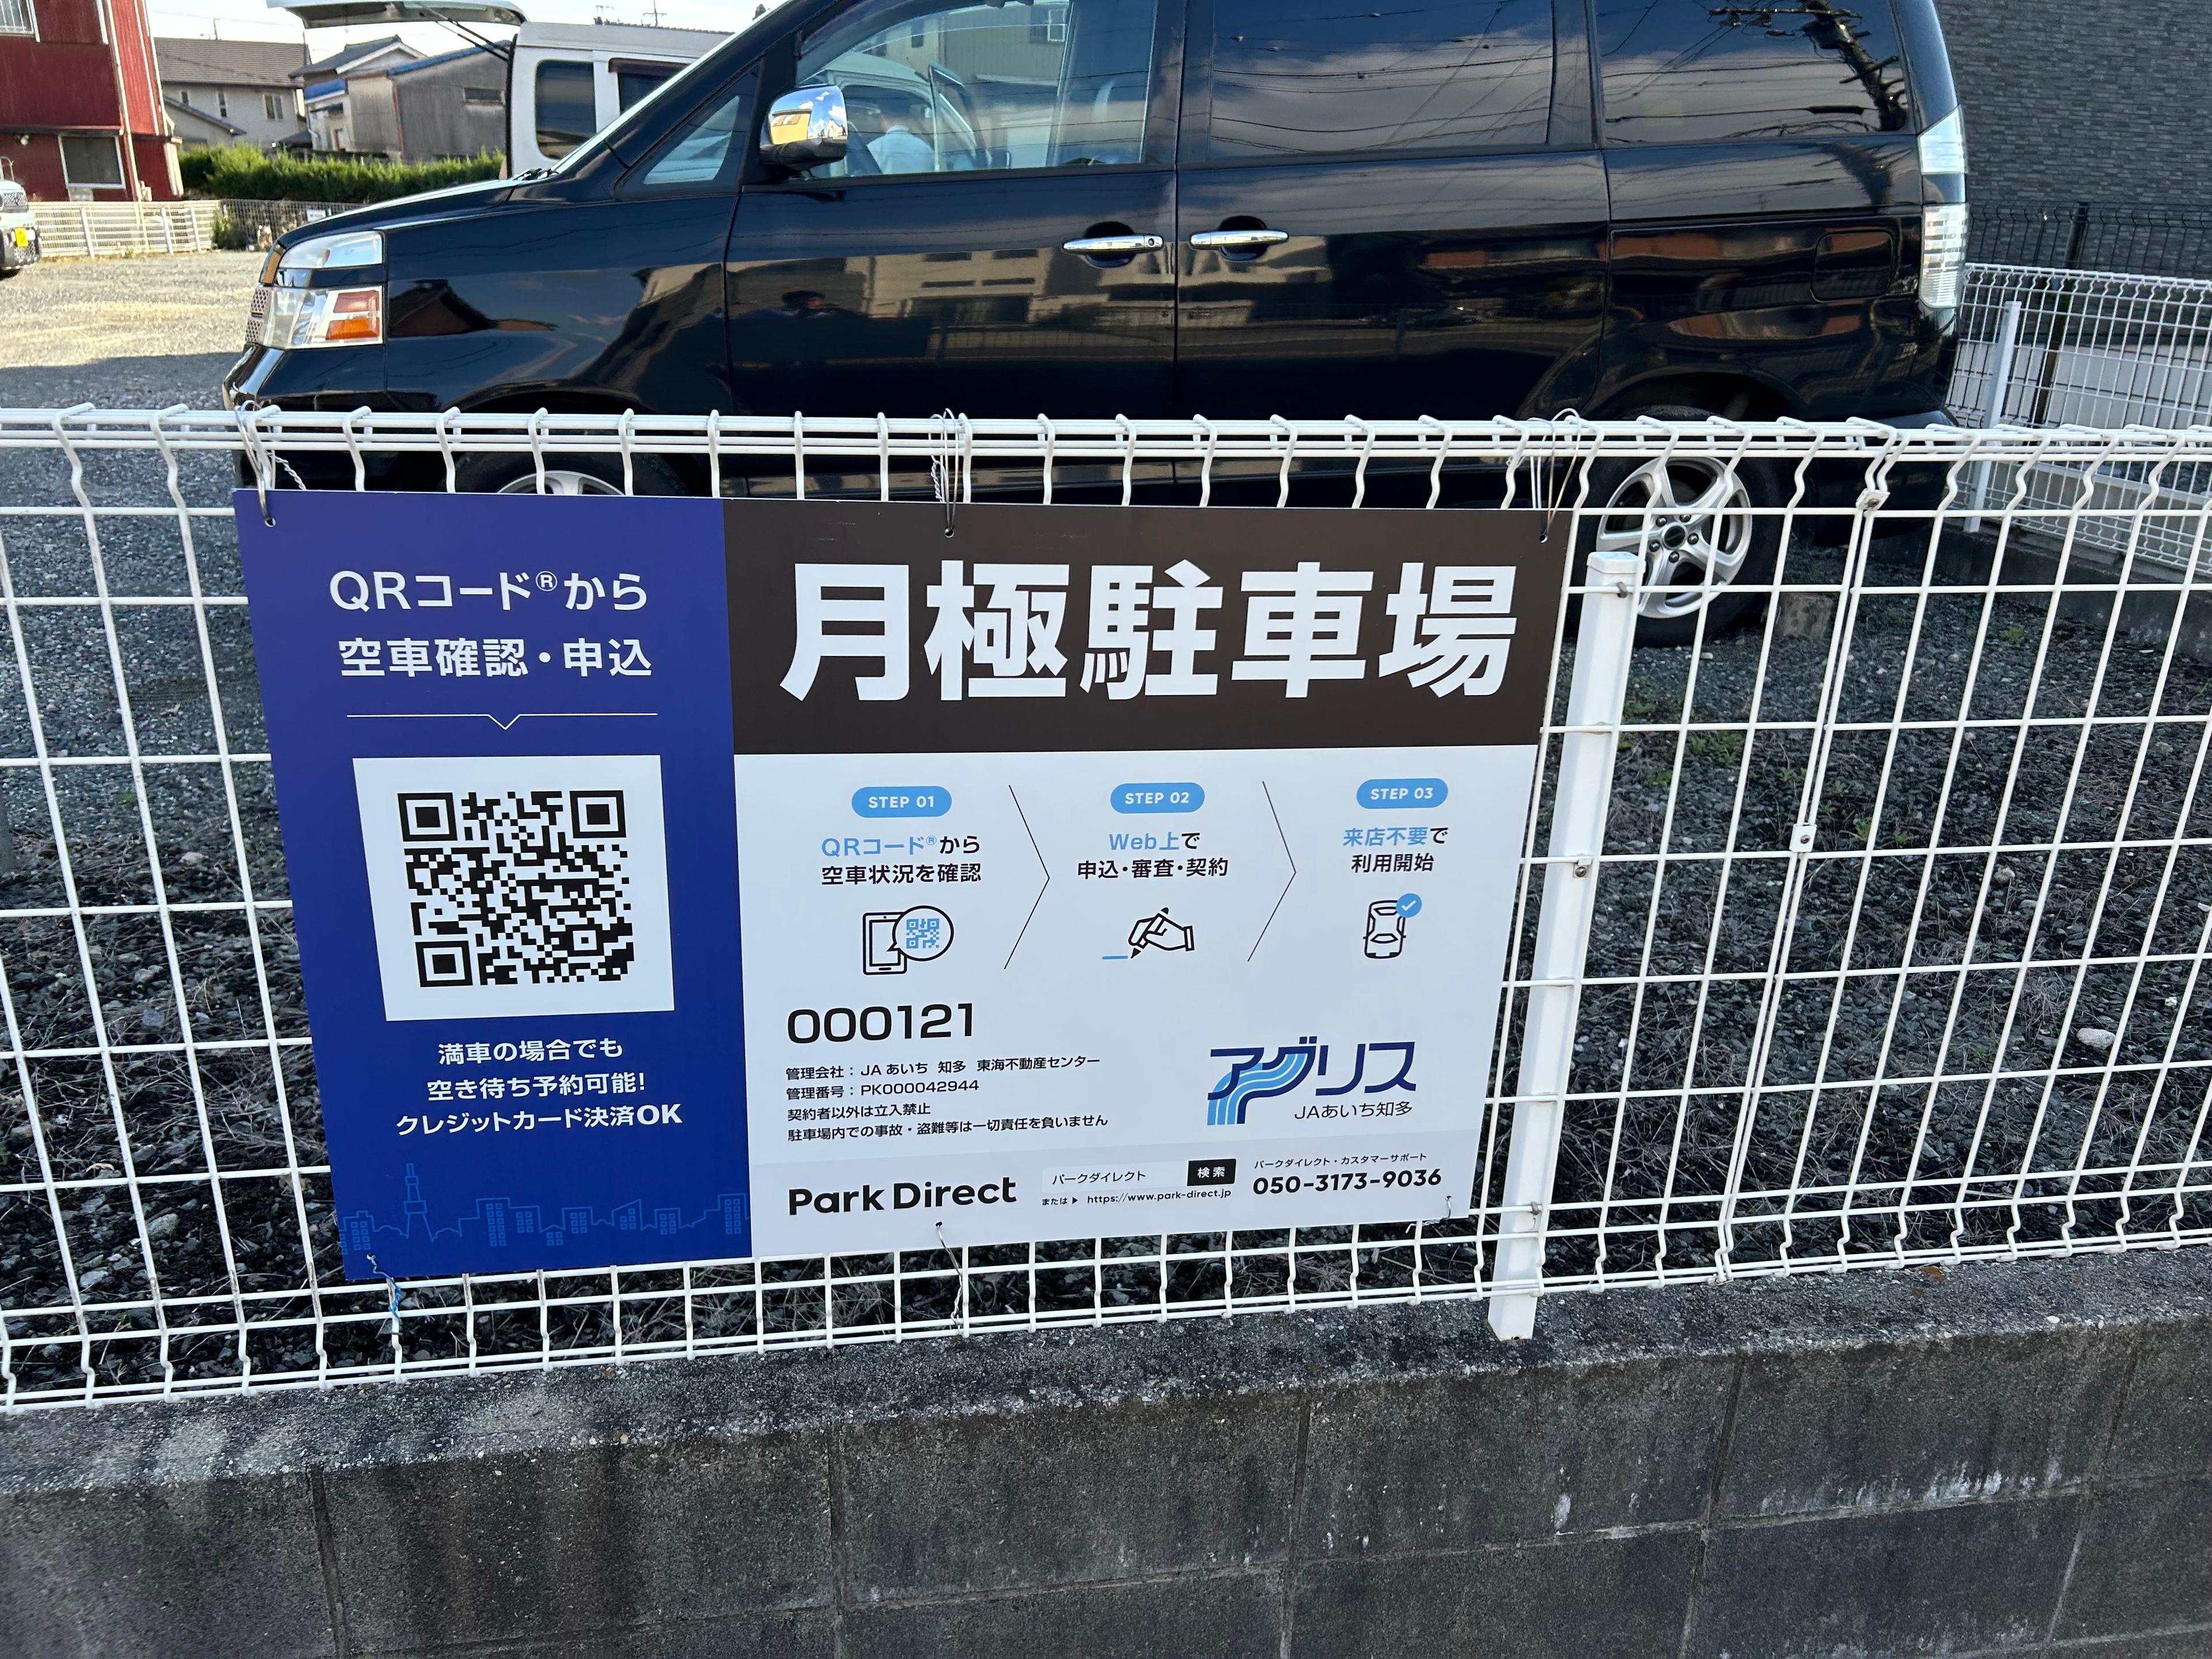 QRコード®から
空車確認・申込
満車の場合でも
空き待ち予約可能!
クレジットカード決済OK
月極駐車場
STEP 01
QRコード®から
空車状況を確認
STEP 02
Web上で
申込・審査・契約
STEP 03
来店不要で
利用開始
000121
管理会社：JA あいち 知多 東海不動産センター
管理番号：PK000042944
契約者以外は立入禁止
駐車場内での事故・盗難等は一切責任を負いません
アグリス
JAあいち知多
Park Direct
パークダイレクト 検索
または▶ https://www.park-direct.jp
パークダイレクト・カスタマーサポート
050-3173-9036